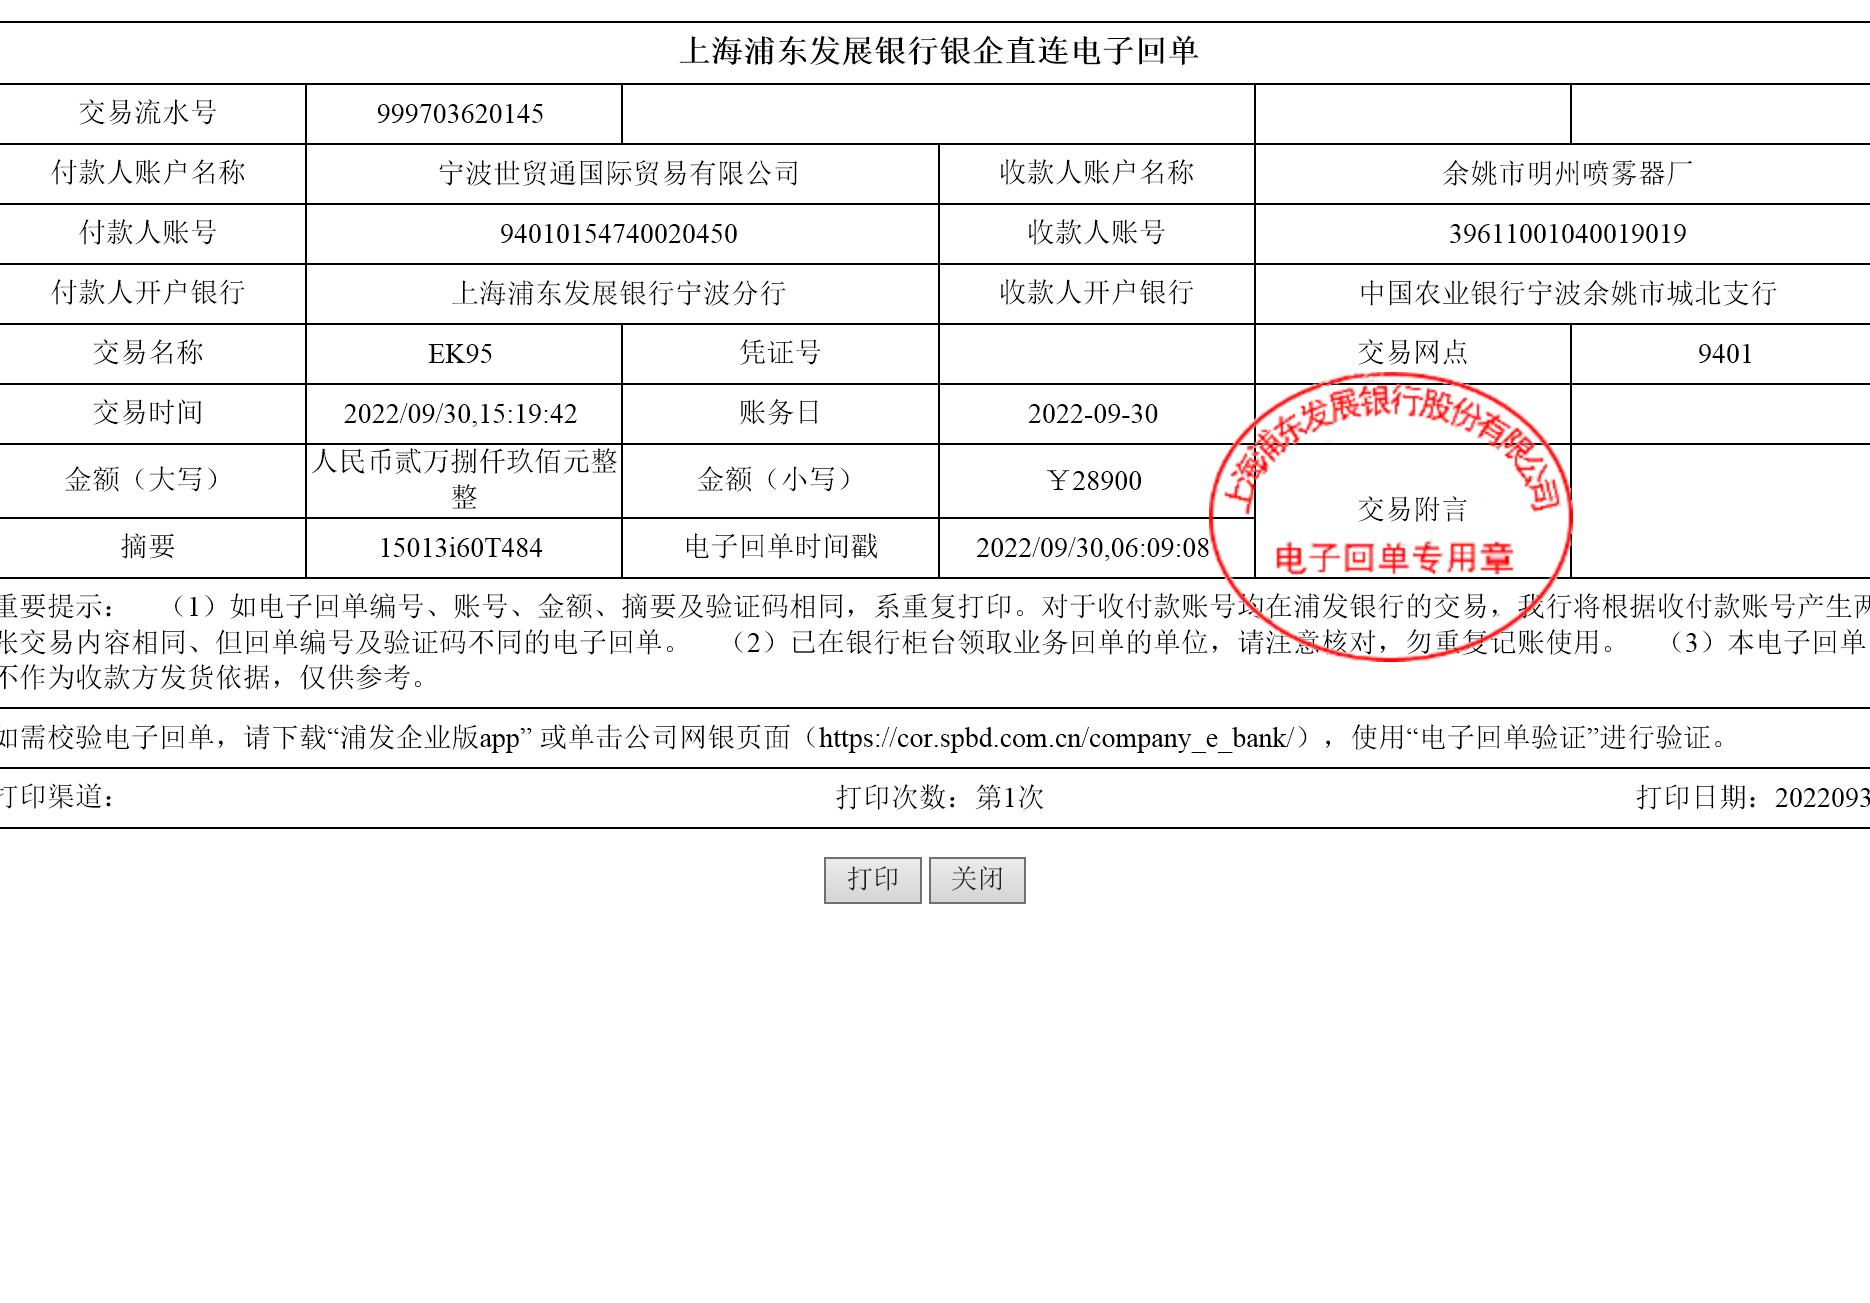 上海浦东发展银行银企直连电子回单
交易流水号 999703620145
付款人账户名称 宁波世贸通国际贸易有限公司 收款人账户名称 余姚市明州喷雾器厂
付款人账号 94010154740020450 收款人账号 39611001040019019
付款人开户银行 上海浦东发展银行宁波分行 收款人开户银行 中国农业银行宁波余姚市城北支行
交易名称 EK95 凭证号 交易网点 9401
交易时间 2022/09/30,15:19:42 账务日 2022-09-30
金额（大写） 人民币贰万捌仟玖佰元整
整 金额（小写） ￥28900
交易附言
摘要 15013i60T484 电子回单时间戳 2022/09/30,06:09:08
上海浦东发展银行股份有限公司
电子回单专用章
重要提示： （1）如电子回单编号、账号、金额、摘要及验证码相同，系重复打印。对于收付款账号均在浦发银行的交易，我行将根据收付款账号产生两
张交易内容相同、但回单编号及验证码不同的电子回单。 （2）已在银行柜台领取业务回单的单位，请注意核对，勿重复记账使用。 （3）本电子回单
不作为收款方发货依据，仅供参考。
如需校验电子回单，请下载“浦发企业版app” 或单击公司网银页面（https://cor.spbd.com.cn/company_e_bank/），使用“电子回单验证”进行验证。
打印渠道： 打印次数：第1次 打印日期：2022093
打印 关闭